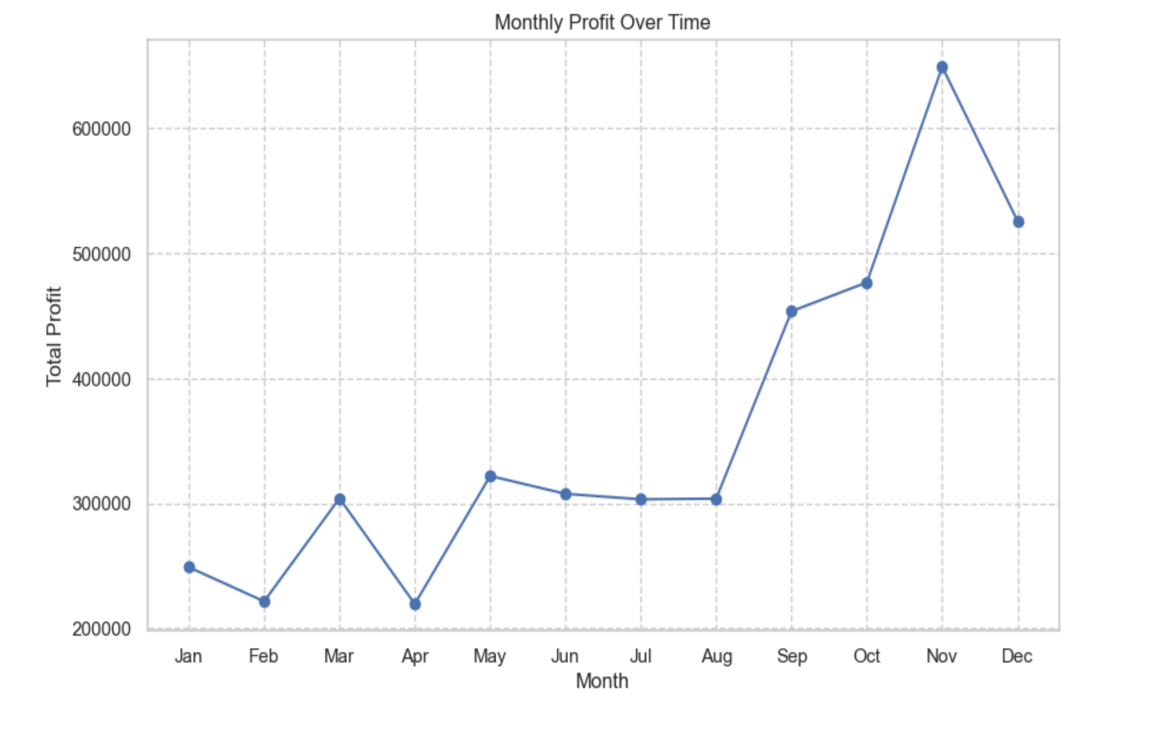 Monthly Profit Over Time
600000
500000
400000
300000
200000
Total Profit
Jan Feb Mar Apr May Jun Jul Aug Sep Oct Nov Dec
Month